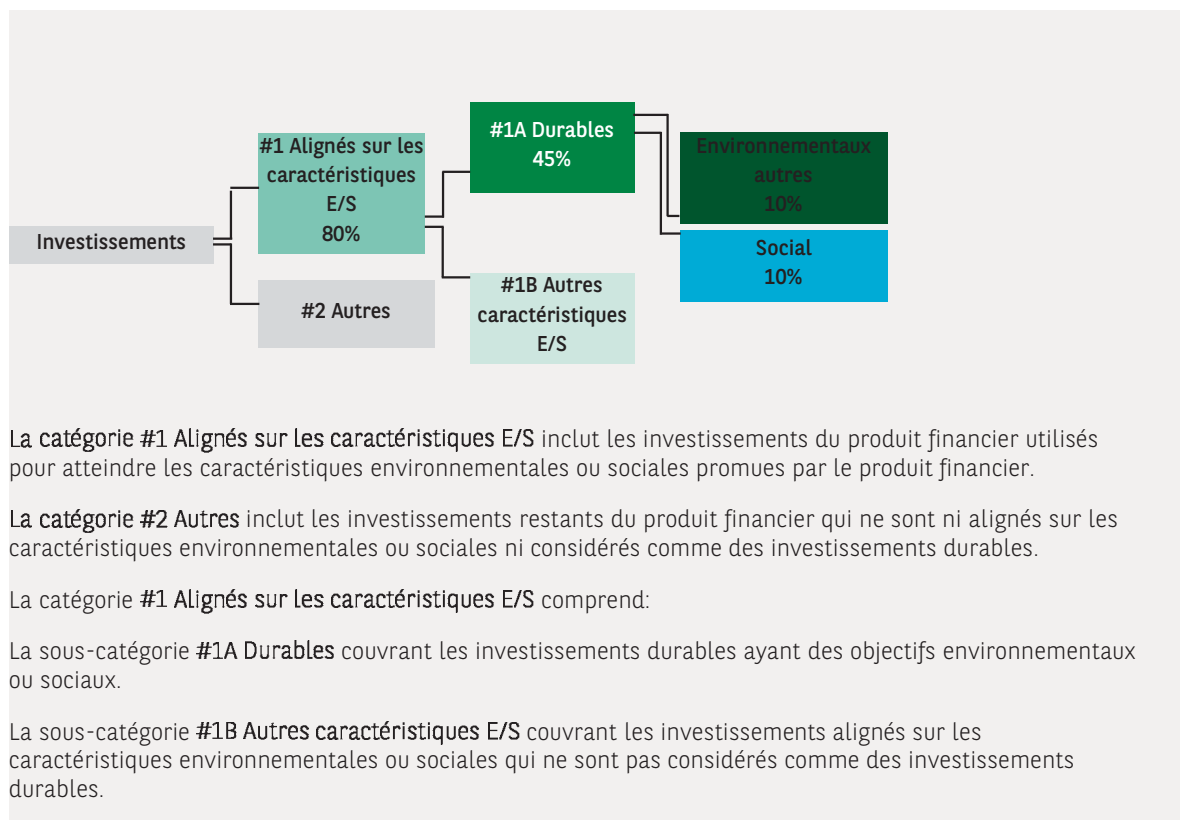 #1A Durables
45%
#1 Alignés sur les
caractéristiques
E/S
80%
Environnementaux
autres
10%
Investissements
Social
10%
#2 Autres
#1B Autres
caractéristiques
E/S
La catégorie #1 Alignés sur les caractéristiques E/S inclut les investissements du produit financier utilisés
pour atteindre les caractéristiques environnementales ou sociales promues par le produit financier.
La catégorie #2 Autres inclut les investissements restants du produit financier qui ne sont ni alignés sur les
caractéristiques environnementales ou sociales ni considérés comme des investissements durables.
La catégorie #1 Alignés sur les caractéristiques E/S comprend:
La sous-catégorie #1A Durables couvrant les investissements durables ayant des objectifs environnementaux
ou sociaux.
La sous-catégorie #1B Autres caractéristiques E/S couvrant les investissements alignés sur les
caractéristiques environnementales ou sociales qui ne sont pas considérés comme des investissements
durables.